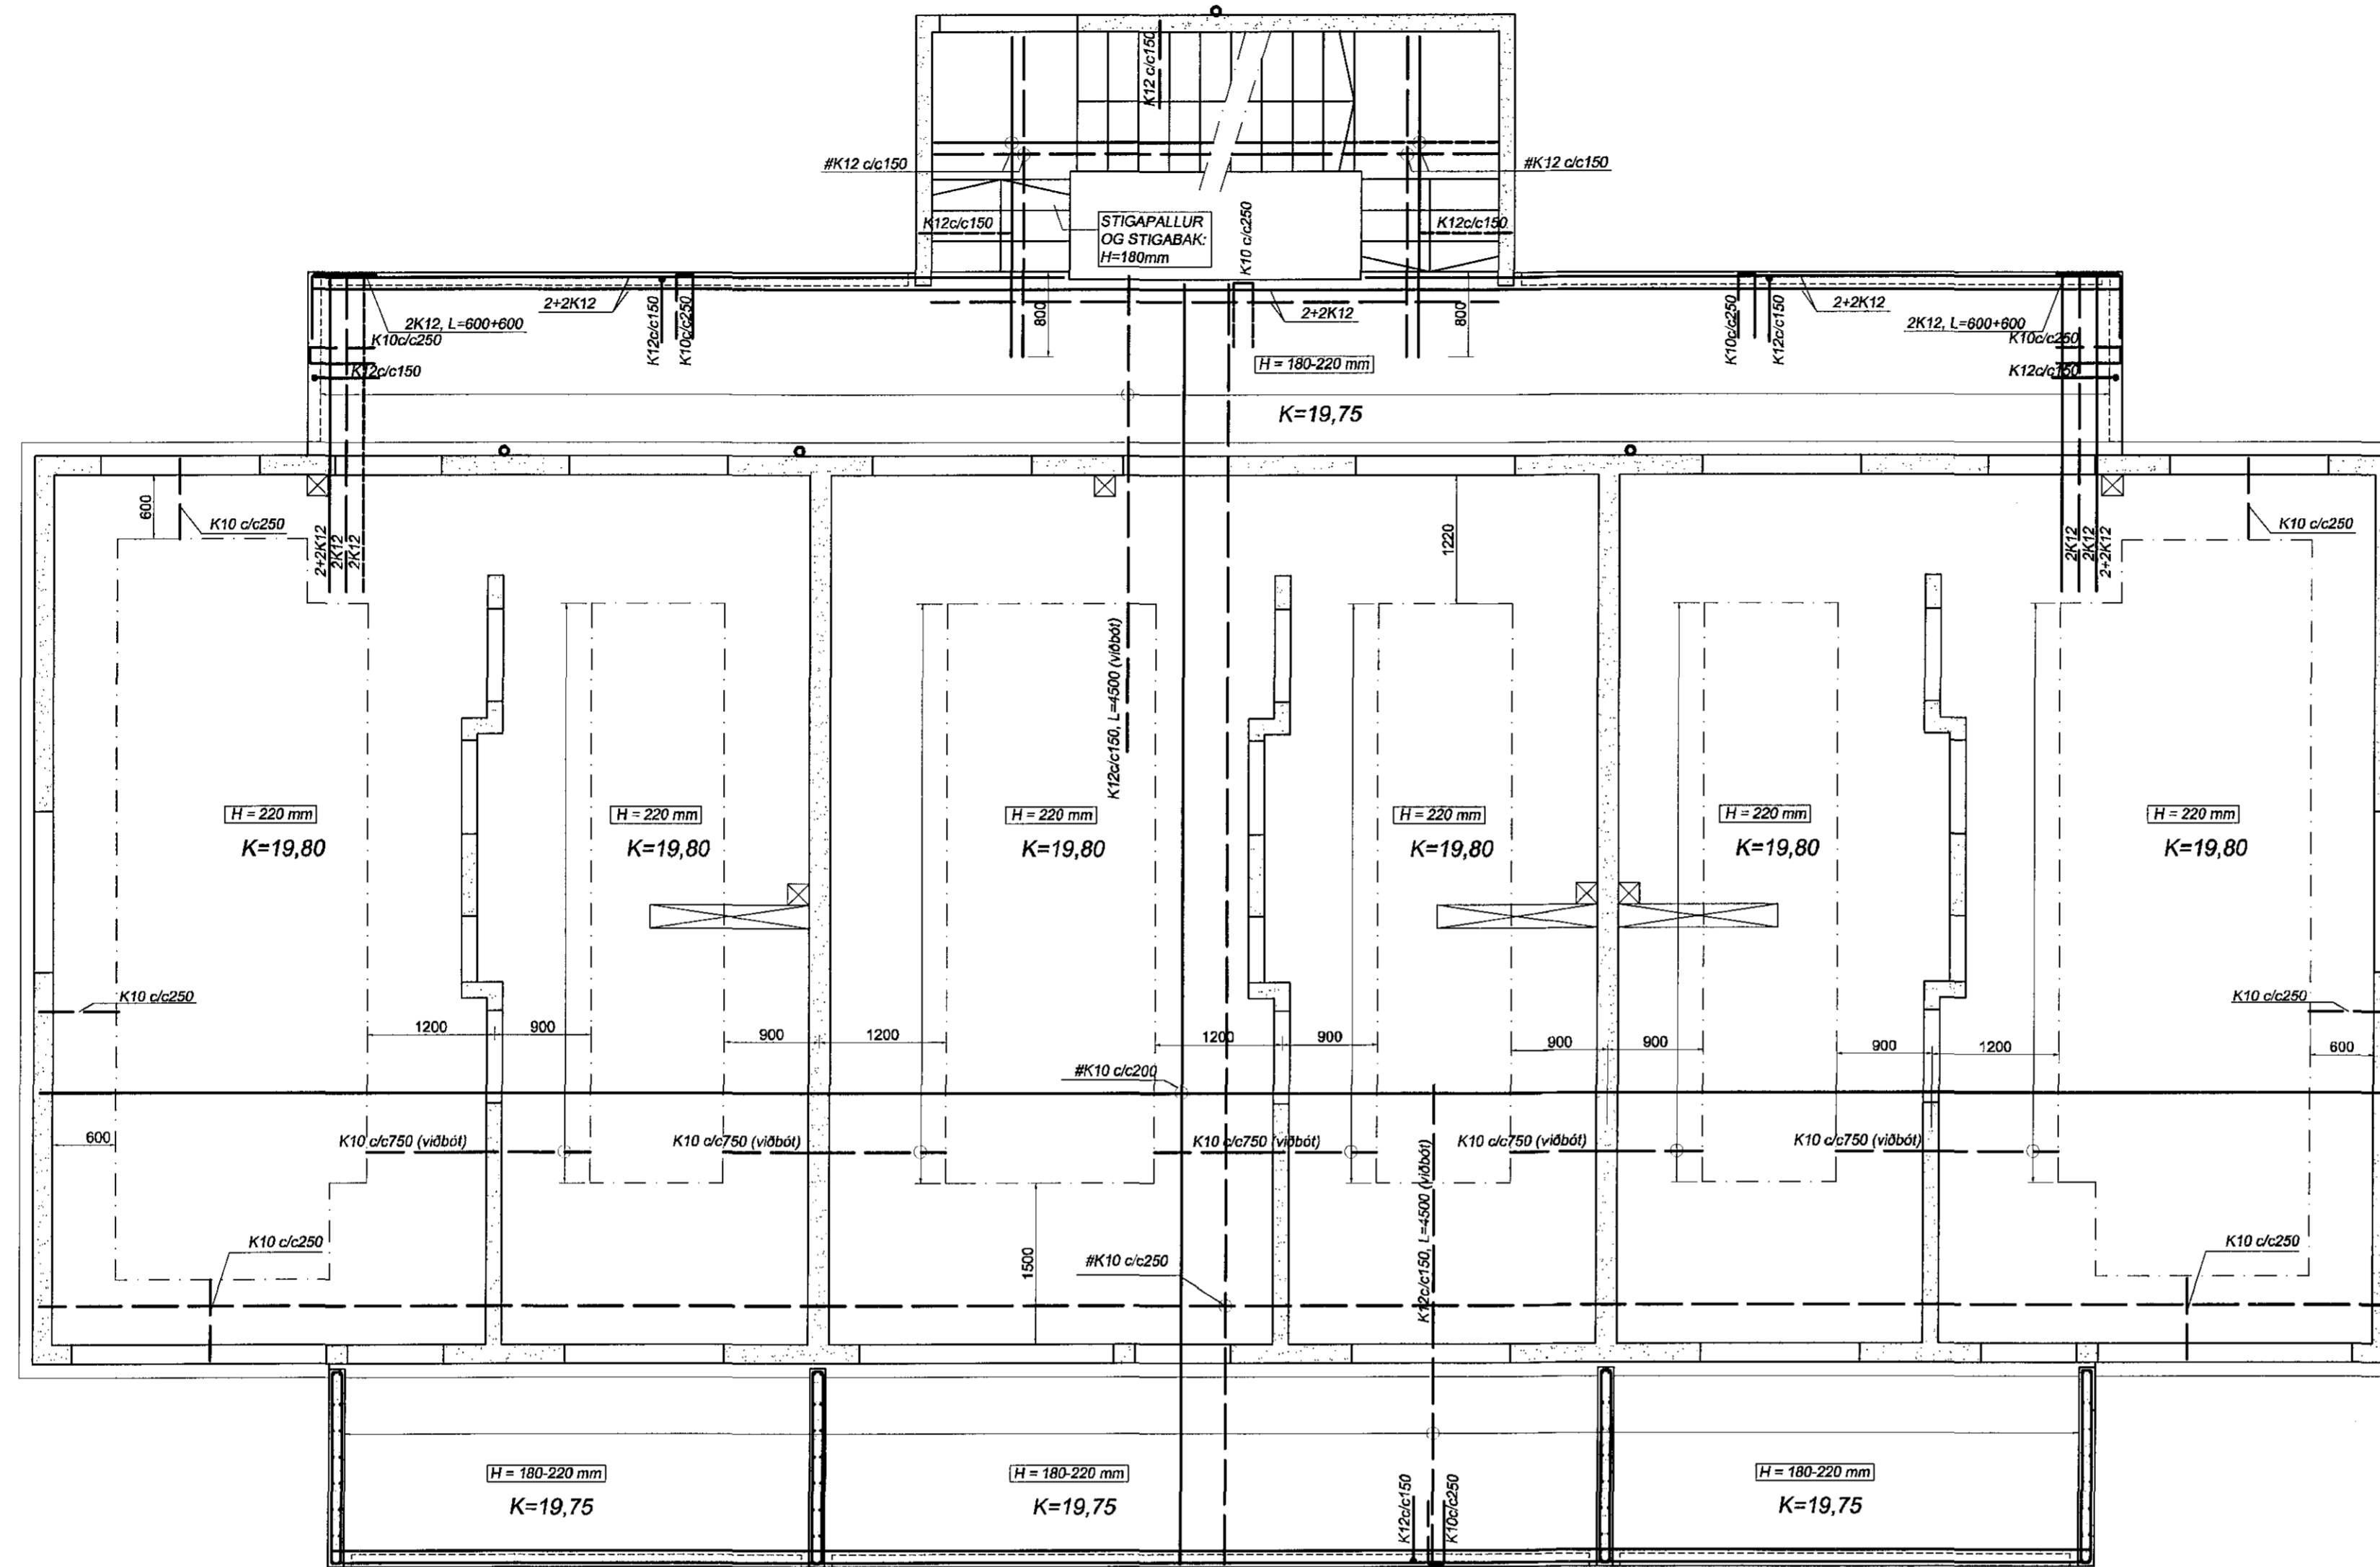 K12 c/c150
#K12 c/c150
#K12 c/c150
K12c/c150
STIGAPALLUR
OG STIGABAK:
H=180mm
K10 c/c250
K12c/c150
2+2K12
2K12, L=600+600
K10c/c250
K12c/c150
K12c/c150
K10c/c250
800
2+2K12
800
H = 180-220 mm
K=19,75
K10c/c250
K12c/c150
2+2K12
2K12, L=600+600
K10c/c250
K12c/c150
600
K10 c/c250
2+2K12
2K12
2K12
1220
2K12
2K12
2+2K12
K10 c/c250
K12c/c150, L=4500 (viðbót)
H = 220 mm
K=19,80
H = 220 mm
K=19,80
H = 220 mm
K=19,80
H = 220 mm
K=19,80
H = 220 mm
K=19,80
H = 220 mm
K=19,80
K10 c/c250
K10 c/c250
1200
900
900
1200
1200
900
900
900
900
1200
600
#K10 c/c200
600
K10 c/c750 (viðbót)
K10 c/c750 (viðbót)
K10 c/c750 (viðbót)
K10 c/c750 (viðbót)
K10 c/c750 (viðbót)
K12c/c150, L=4500 (viðbót)
K10 c/c250
1500
#K10 c/c250
K10 c/c250
H = 180-220 mm
K=19,75
H = 180-220 mm
K=19,75
K12c/c150
K10c/c250
H = 180-220 mm
K=19,75